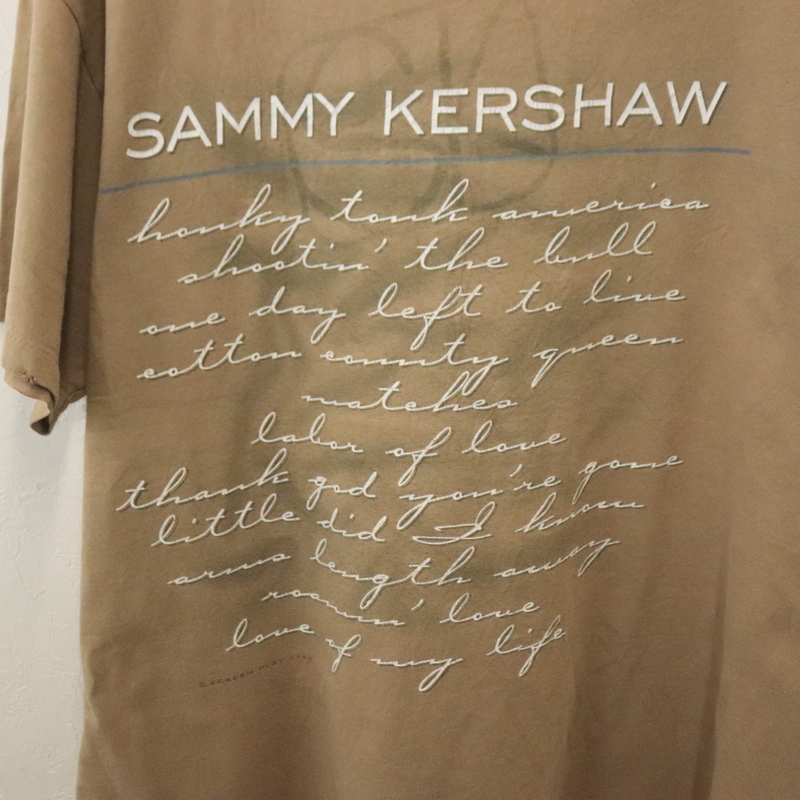 SAMMY KERSHAW
honky tonk america
shootin' the bull
one day left to live
cotton county queen
matches
labor of love
thank god you're gone
little did I know
arms length away
roamin' love
love of my life